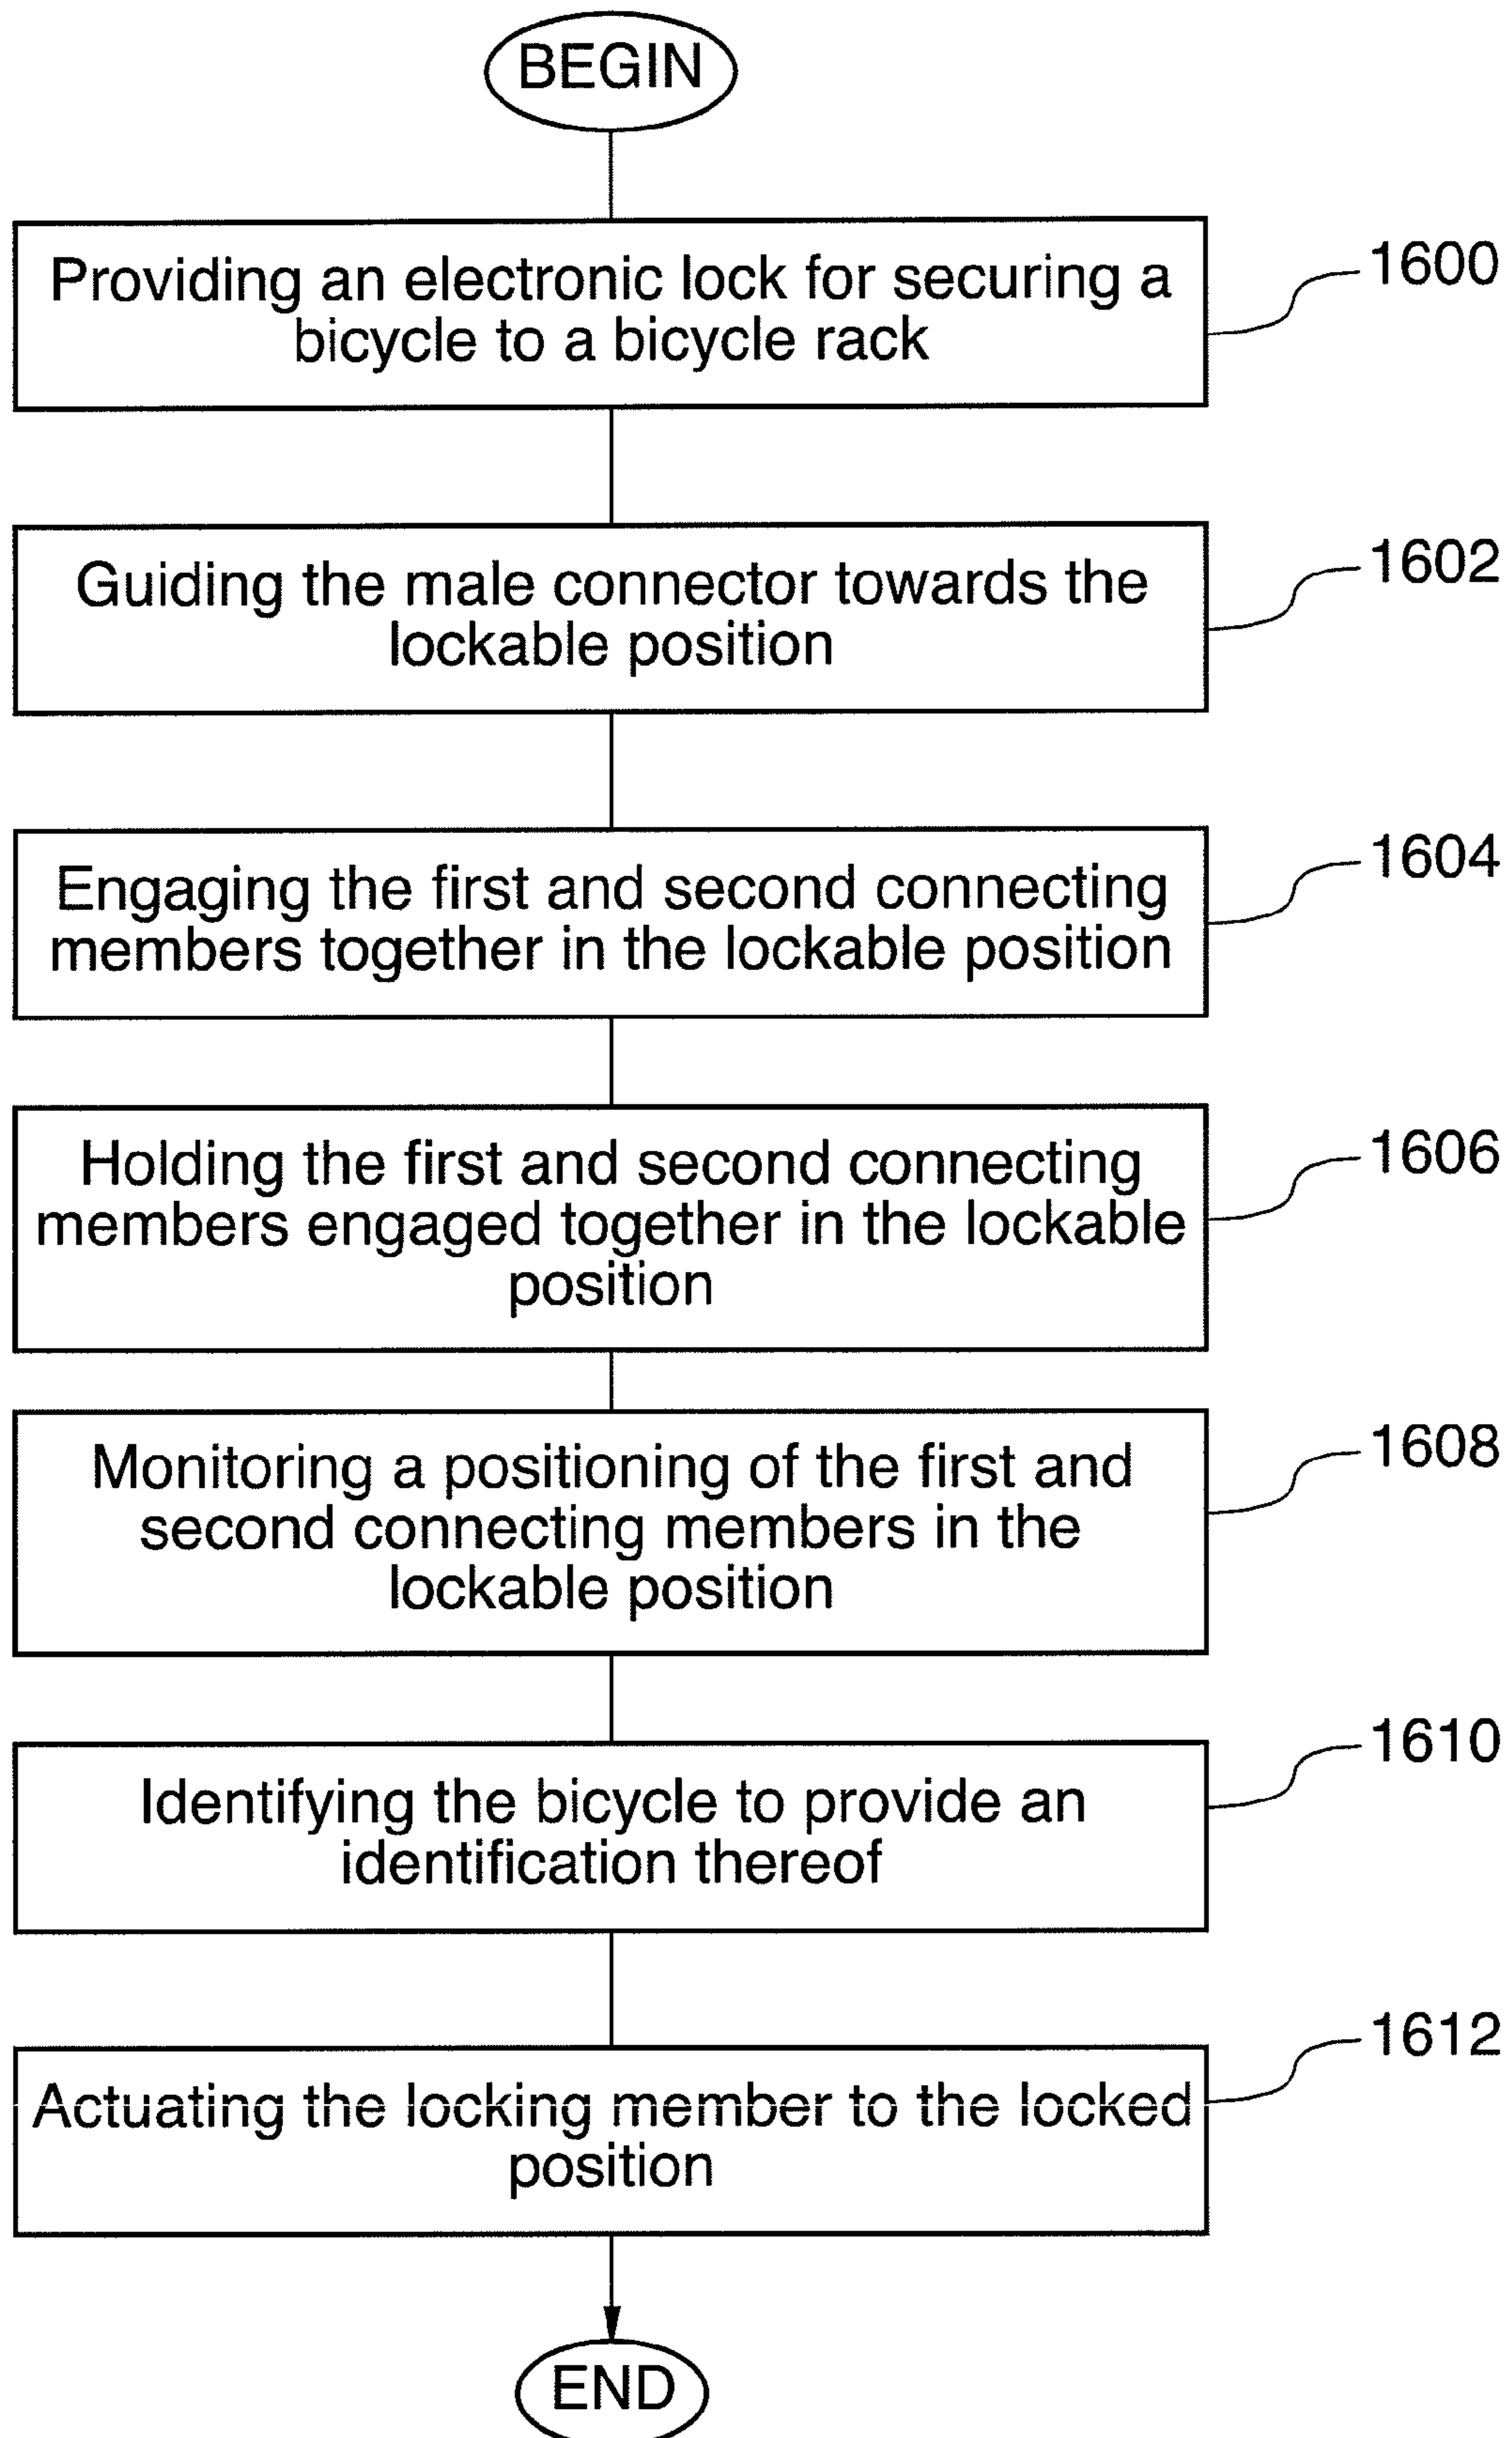 BEGIN
Providing an electronic lock for securing a
bicycle to a bicycle rack
1600
Guiding the male connector towards the
lockable position
1602
Engaging the first and second connecting
members together in the lockable position
1604
Holding the first and second connecting
members engaged together in the lockable
position
1606
Monitoring a positioning of the first and
second connecting members in the
lockable position
1608
Identifying the bicycle to provide an
identification thereof
1610
Actuating the locking member to the locked
position
1612
END